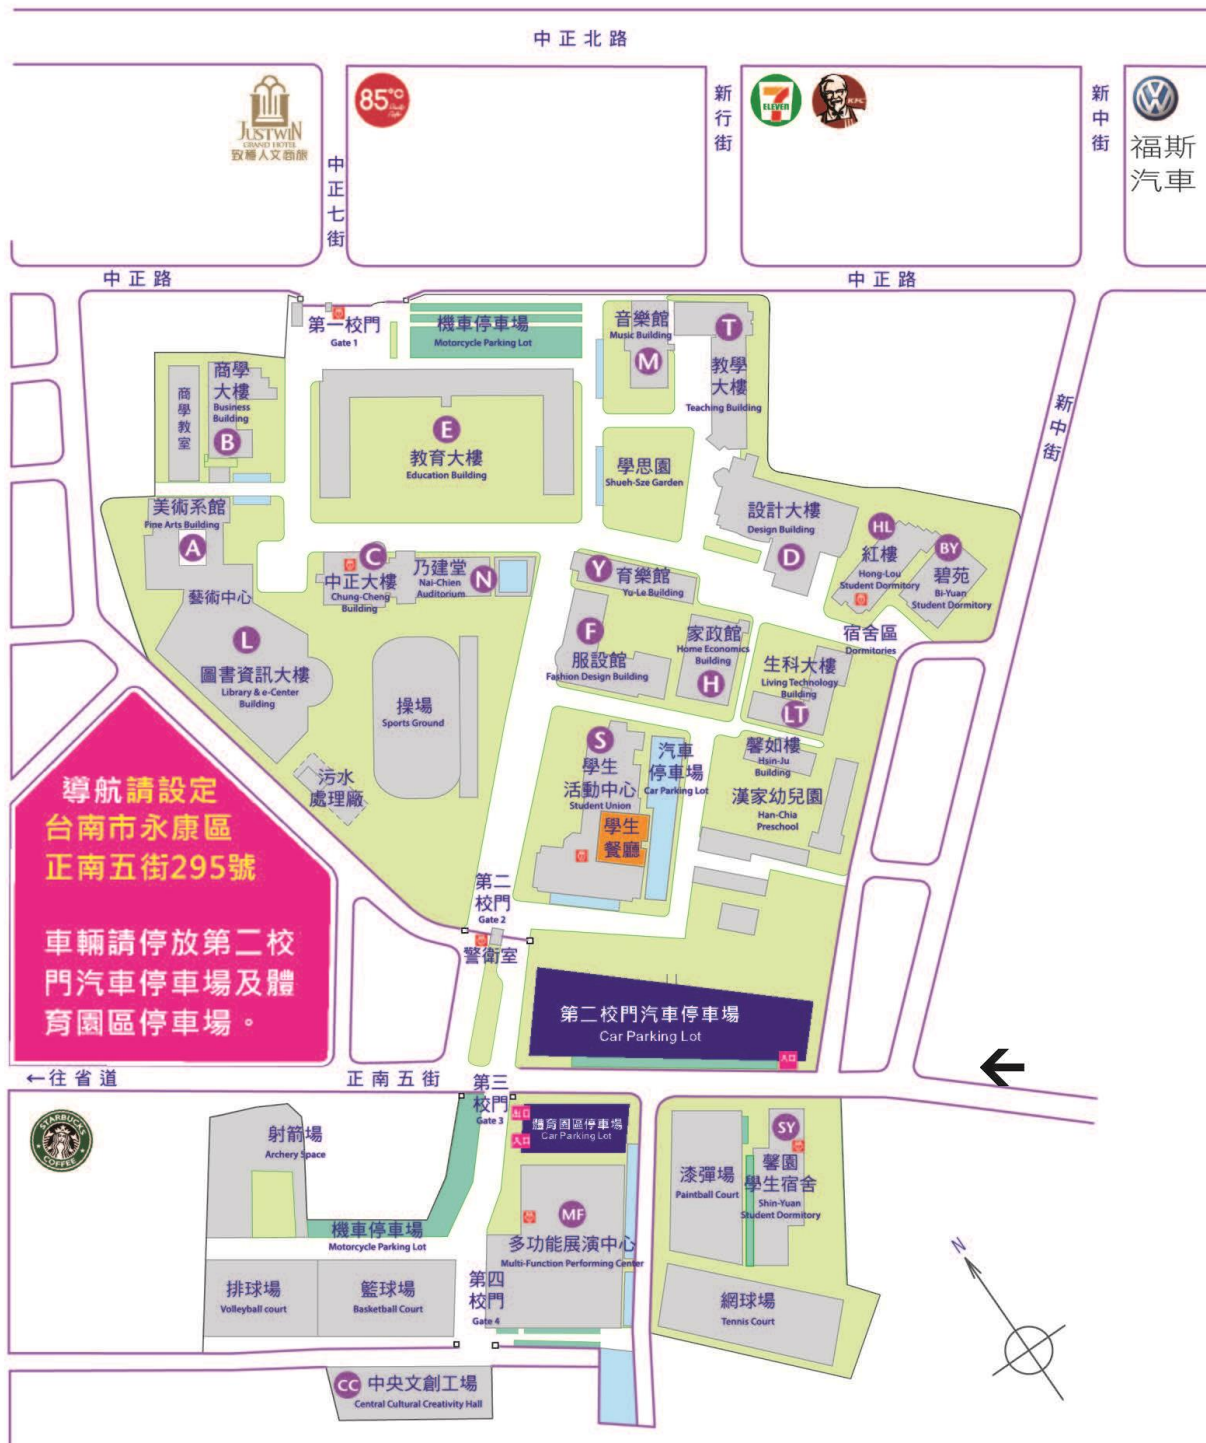 中正北路
JUSTWIN
GRAND HOTEL
致穩人文商旅
85°C
7
ELEVEN
KFC
福斯
汽車
中正七街
新行街
新中街
中正路
中正路
第一校門
Gate 1
機車停車場
Motorcycle Parking Lot
音樂館
Music Building
M
T
教學
大樓
Teaching Building
新中街
商學教室
商學
大樓
Business
Building
B
E
教育大樓
Education Building
學思園
Shueh-Sze Garden
設計大樓
Design Building
D
HL
紅樓
Hong-Lou
Student Dormitory
BY
碧苑
Bi-Yuan
Student Dormitory
宿舍區
Dormitories
美術系館
Fine Arts Building
A
藝術中心
C
中正大樓
Chung-Cheng
Building
乃建堂
Nai-Chien
Auditorium
N
Y
育樂館
Yu-Le Building
L
圖書資訊大樓
Library & e-Center
Building
操場
Sports Ground
F
服設館
Fashion Design Building
家政館
Home Economics
Building
H
生科大樓
Living Technology
Building
LT
污水
處理廠
S
學生
活動中心
Student Union
學生
餐廳
汽車
停車場
Car Parking Lot
馨如樓
Hsin-Ju
Building
漢家幼兒園
Han-Chia
Preschool
導航請設定
台南市永康區
正南五街295號
車輛請停放第二校
門汽車停車場及體
育園區停車場。
第二
校門
Gate 2
警衛室
第二校門汽車停車場
Car Parking Lot
入口
←往省道
正南五街
第三
校門
Gate 3
出口
入口
體育園區停車場
Car Parking Lot
STARBUCKS
COFFEE
射箭場
Archery Space
機車停車場
Motorcycle Parking Lot
MF
多功能展演中心
Multi-Function Performing Center
漆彈場
Paintball Court
SY
馨園
學生宿舍
Shin-Yuan
Student Dormitory
排球場
Volleyball court
籃球場
Basketball Court
第四
校門
Gate 4
網球場
Tennis Court
N
CC
中央文創工場
Central Cultural Creativity Hall